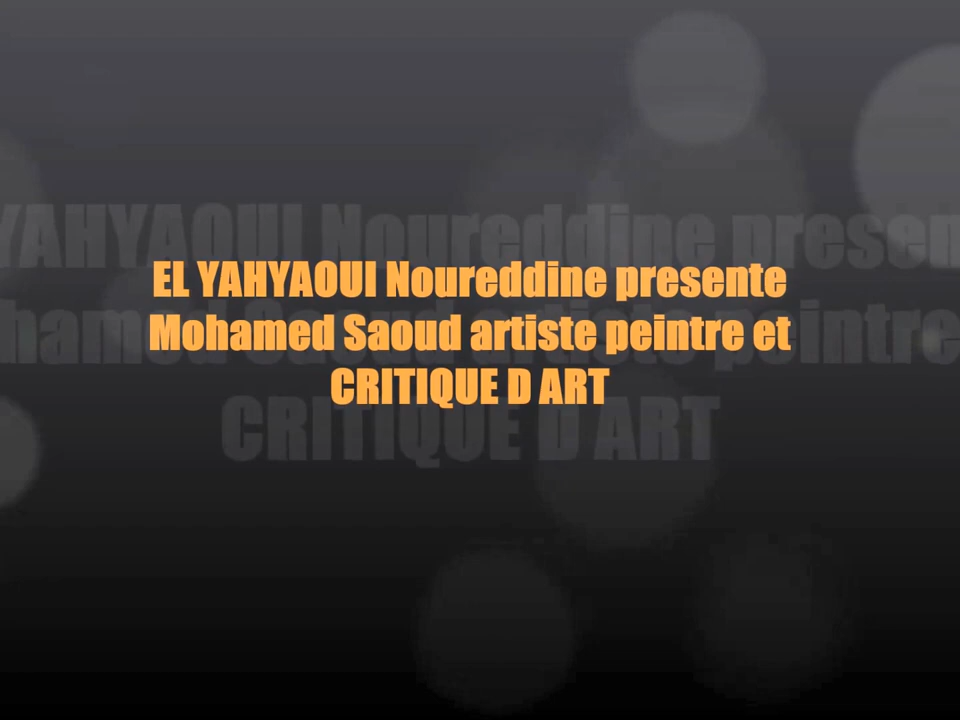 EL YAHYAOUI Noureddine presente
Mohamed Saoud artiste peintre et
CRITIQUE D ART